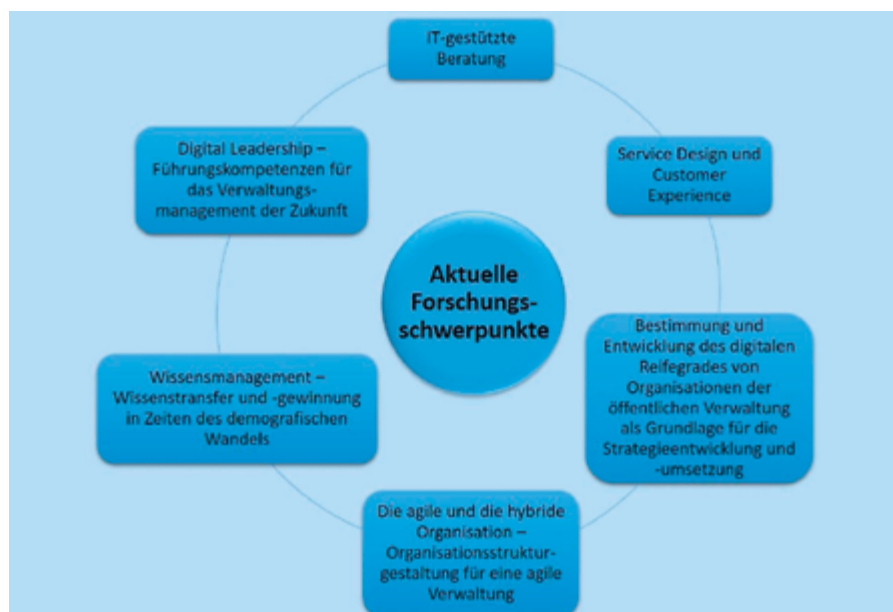 IT-gestützte
Beratung
Service Design und
Customer
Experience
Bestimmung und
Entwicklung des digitalen
Reifegrades von
Organisationen der
öffentlichen Verwaltung
als Grundlage für die
Strategieentwicklung und
-umsetzung
Die agile und die hybride
Organisation –
Organisationsstruktur-
gestaltung für eine agile
Verwaltung
Wissensmanagement –
Wissenstransfer und -gewinnung
in Zeiten des demografischen
Wandels
Digital Leadership –
Führungskompetenzen für
das Verwaltungs-
management der Zukunft
Aktuelle
Forschungs-
schwerpunkte